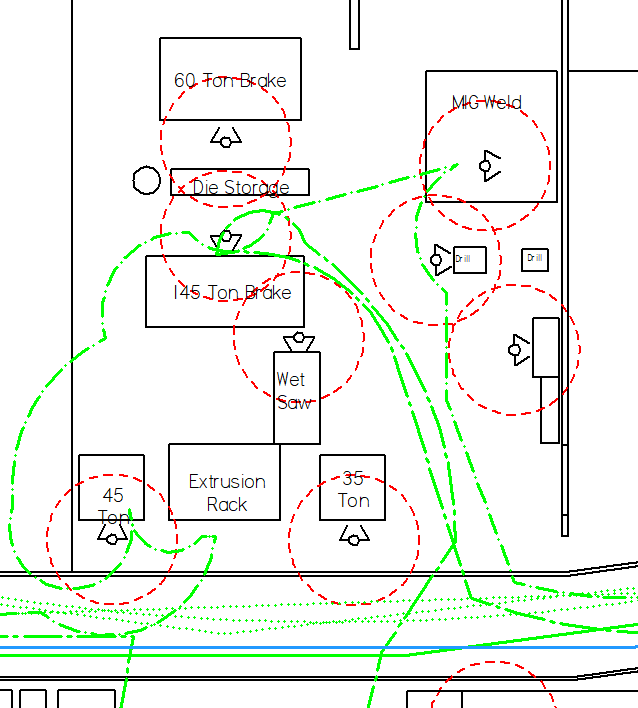 60 Ton Brake
MIG Weld
Die Storage
Drill
Drill
145 Ton Brake
Wet
Saw
Extrusion
Rack
35
Ton
45
Ton